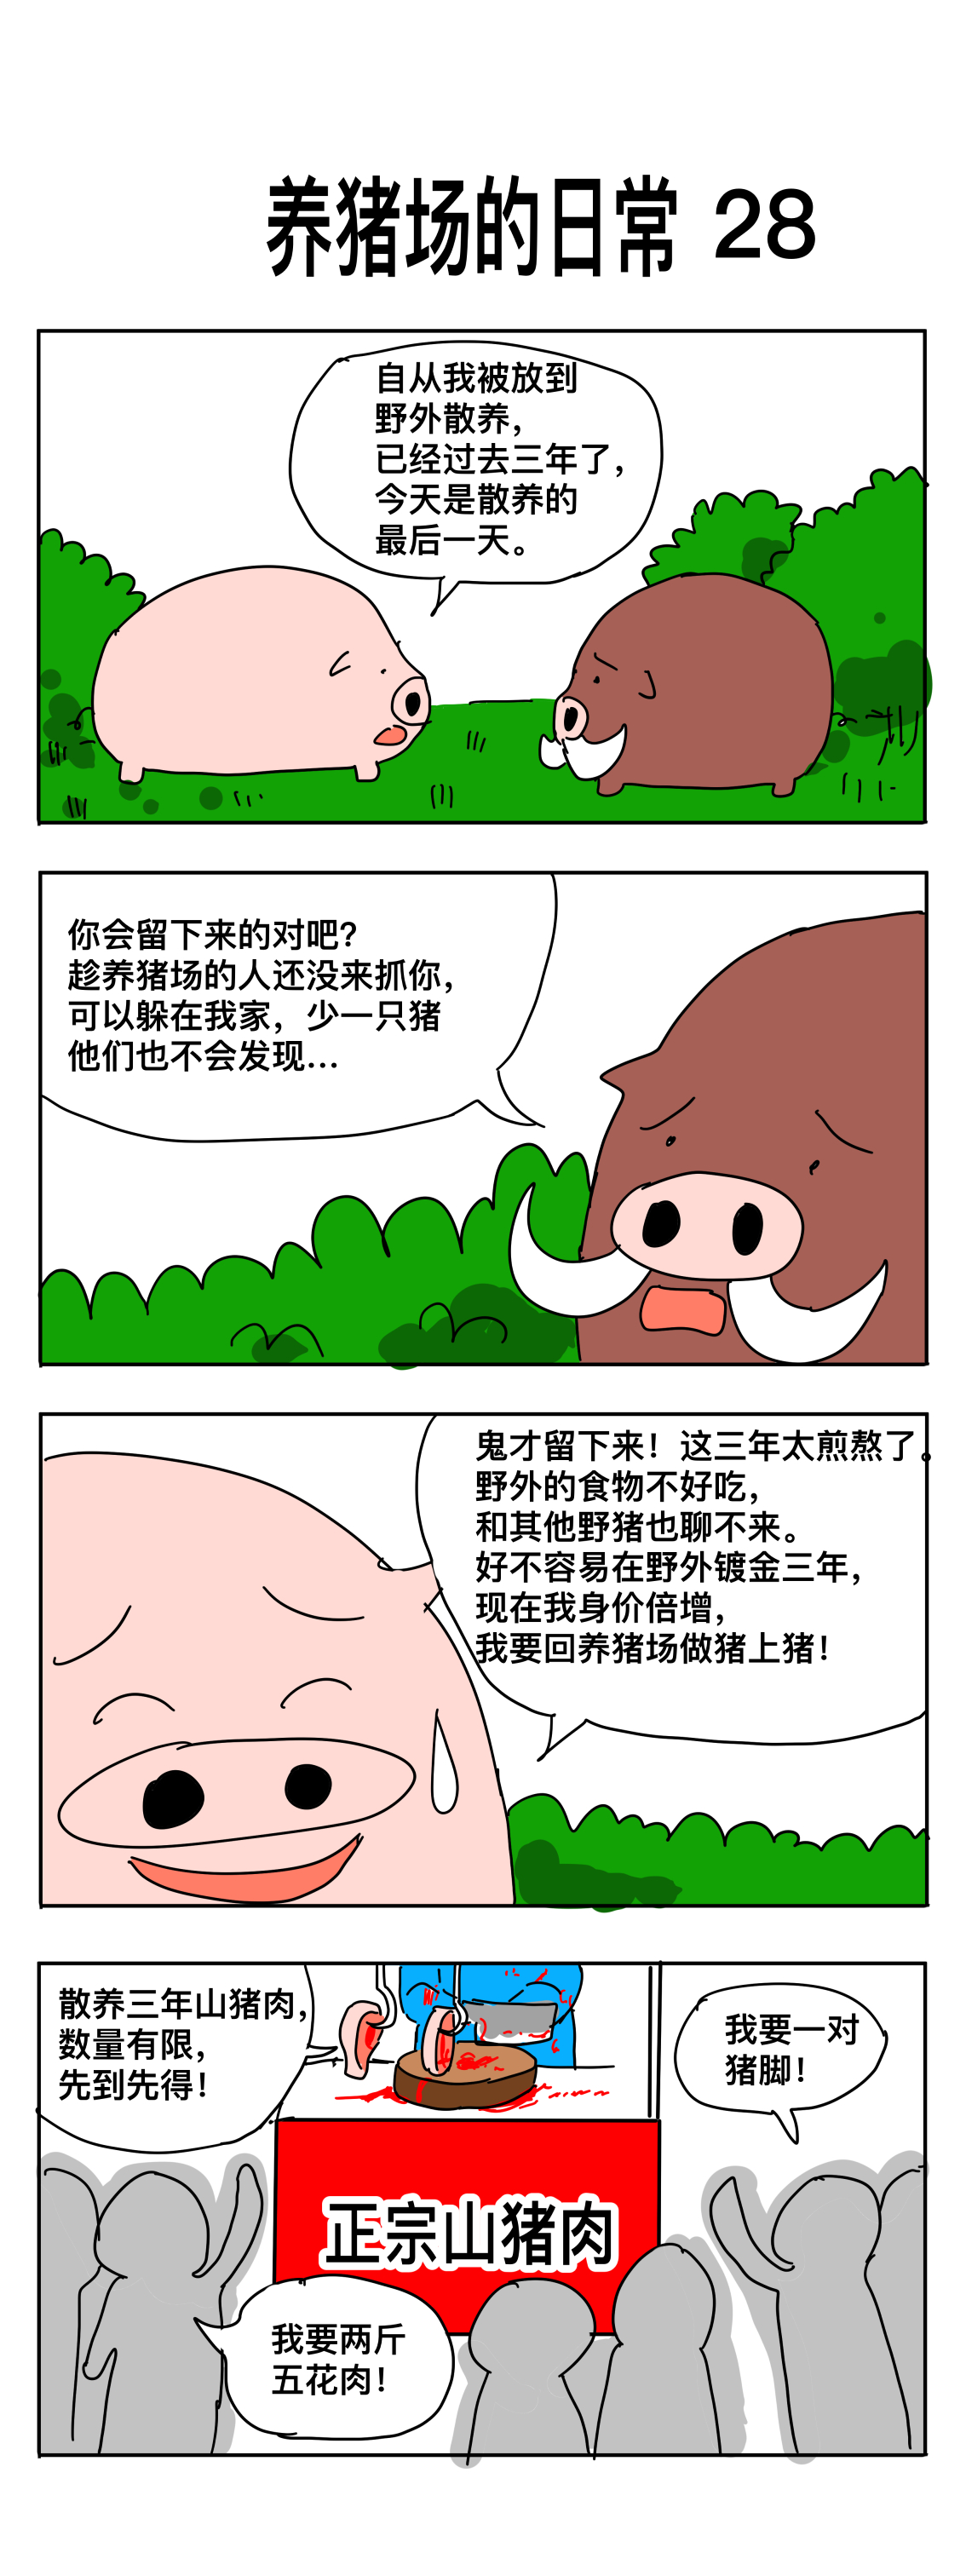 养猪场的日常 28
自从我被放到
野外散养，
已经过去三年了，
今天是散养的
最后一天。
你会留下来的对吧？
趁养猪场的人还没来抓你，
可以躲在我家，少一只猪
他们也不会发现...
鬼才留下来！这三年太煎熬了。
野外的食物不好吃，
和其他野猪也聊不来。
好不容易在野外镀金三年，
现在我身价倍增，
我要回养猪场做猪上猪！
散养三年山猪肉，
数量有限，
先到先得！
我要一对
猪脚！
正宗山猪肉
我要两斤
五花肉！